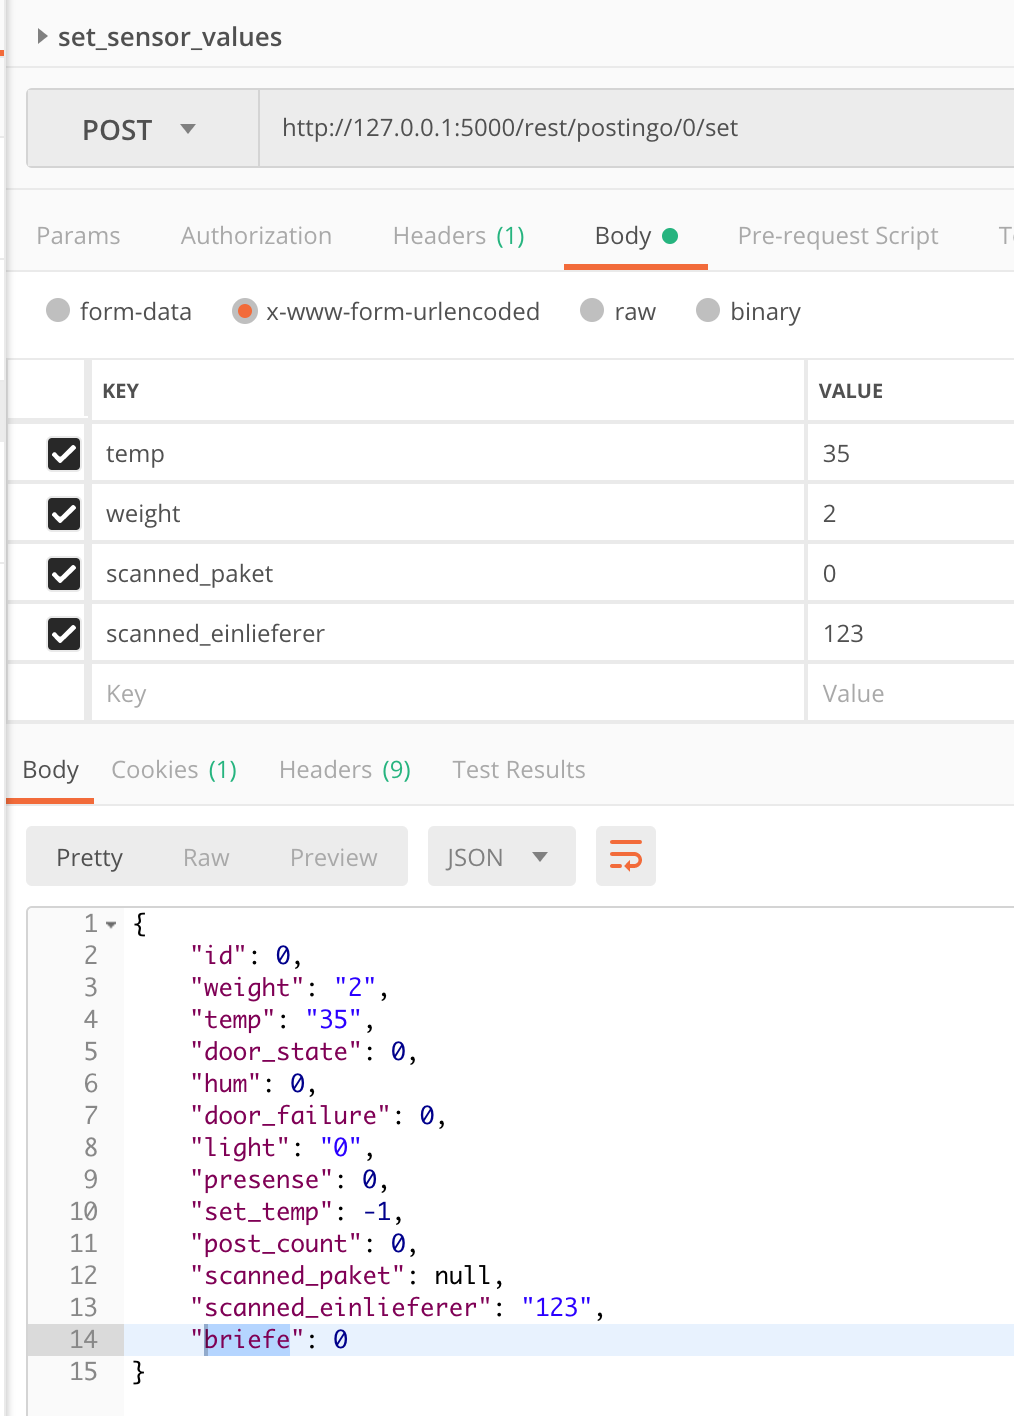 set_sensor_values
POST http://127.0.0.1:5000/rest/postingo/0/set
Params Authorization Headers (1) Body Pre-request Script
form-data x-www-form-urlencoded raw binary
KEY VALUE
temp 35
weight 2
scanned_paket 0
scanned_einlieferer 123
Key Value
Body Cookies (1) Headers (9) Test Results
Pretty Raw Preview JSON
1 {
2 "id": 0,
3 "weight": "2",
4 "temp": "35",
5 "door_state": 0,
6 "hum": 0,
7 "door_failure": 0,
8 "light": "0",
9 "presense": 0,
10 "set_temp": -1,
11 "post_count": 0,
12 "scanned_paket": null,
13 "scanned_einlieferer": "123",
14 "briefe": 0
15 }